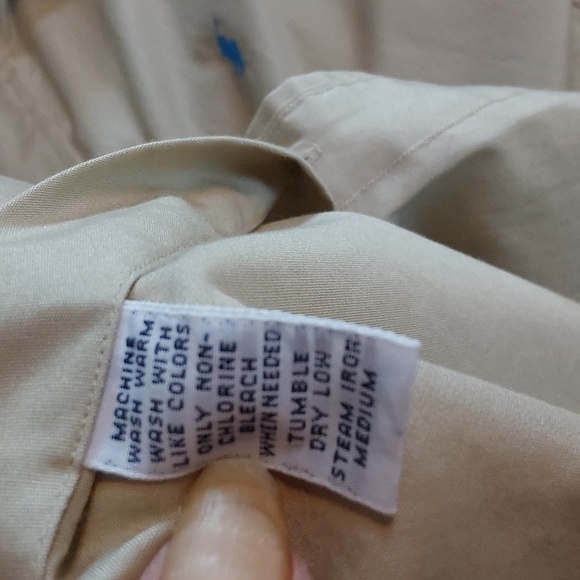 MACHINE
WASH WARM
WASH WITH
LIKE COLORS
ONLY NON-
CHLORINE
BLEACH
WHEN NEEDED
TUMBLE
DRY LOW
STEAM IRON
MEDIUM